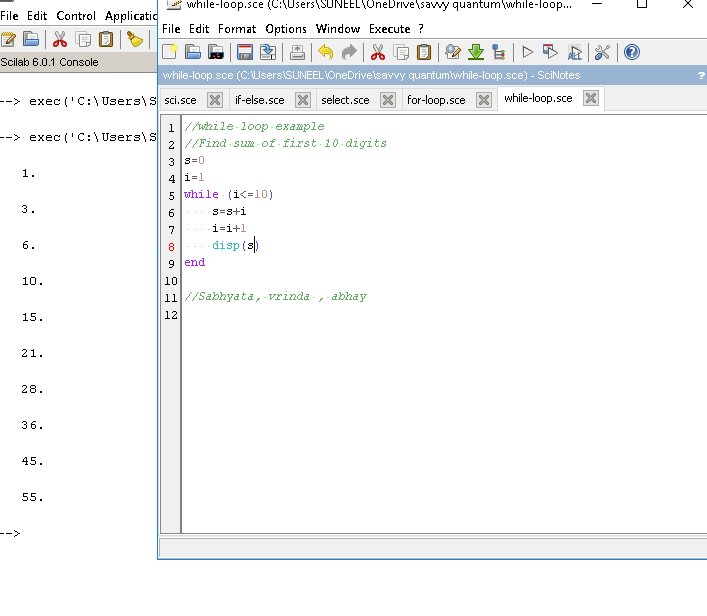 File Edit Control Applicatio
Scilab 6.0.1 Console
--> exec('C:\Users\S
--> exec('C:\Users\S
1.
3.
6.
10.
15.
21.
28.
36.
45.
55.
-->
while-loop.sce (C:\Users\SUNEEL\OneDrive\savvy quantum\while-loop...
File Edit Format Options Window Execute ?
while-loop.sce (C:\Users\SUNEEL\OneDrive\savvy quantum\while-loop.sce) - SciNotes ?
sci.sce if-else.sce select.sce for-loop.sce while-loop.sce
1 //while loop example
2 //Find sum of first 10 digits
3 s=0
4 i=1
5 while (i<=10)
6 s=s+i
7 i=i+1
8 disp(s)
9 end
10
11 //Sabhyata, vrinda , abhay
12